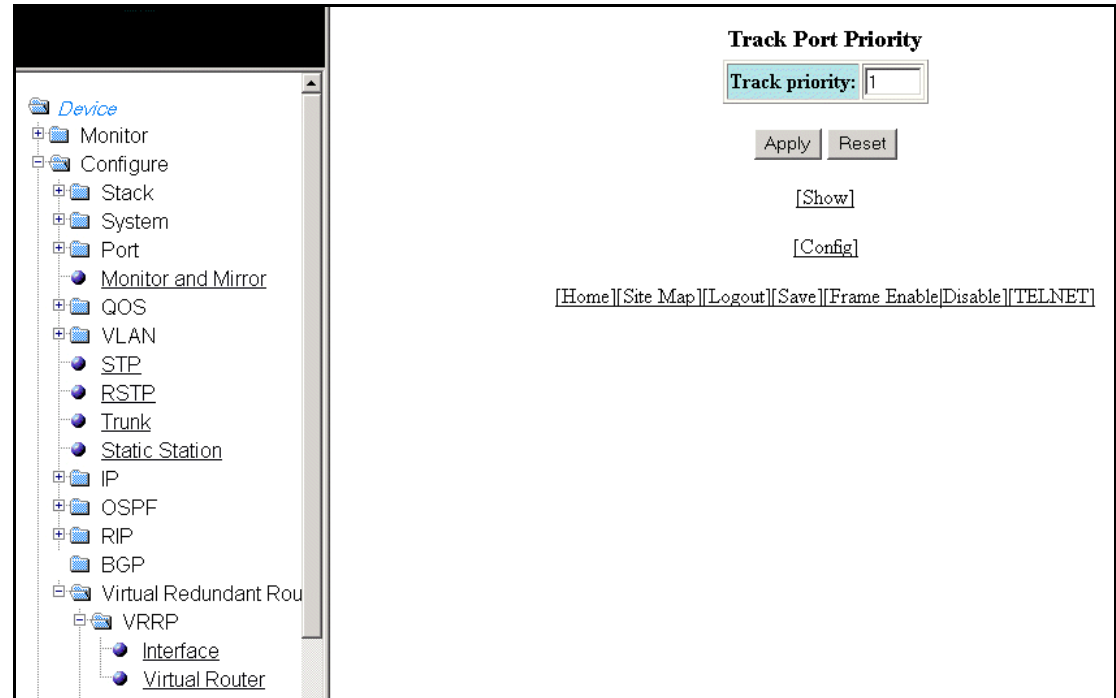 Device
Monitor
Configure
Stack
System
Port
Monitor and Mirror
QOS
VLAN
STP
RSTP
Trunk
Static Station
IP
OSPF
RIP
BGP
Virtual Redundant Rou
VRRP
Interface
Virtual Router
Track Port Priority
Track priority: 1
Apply Reset
[Show]
[Config]
[Home][Site Map][Logout][Save][Frame Enable|Disable][TELNET]